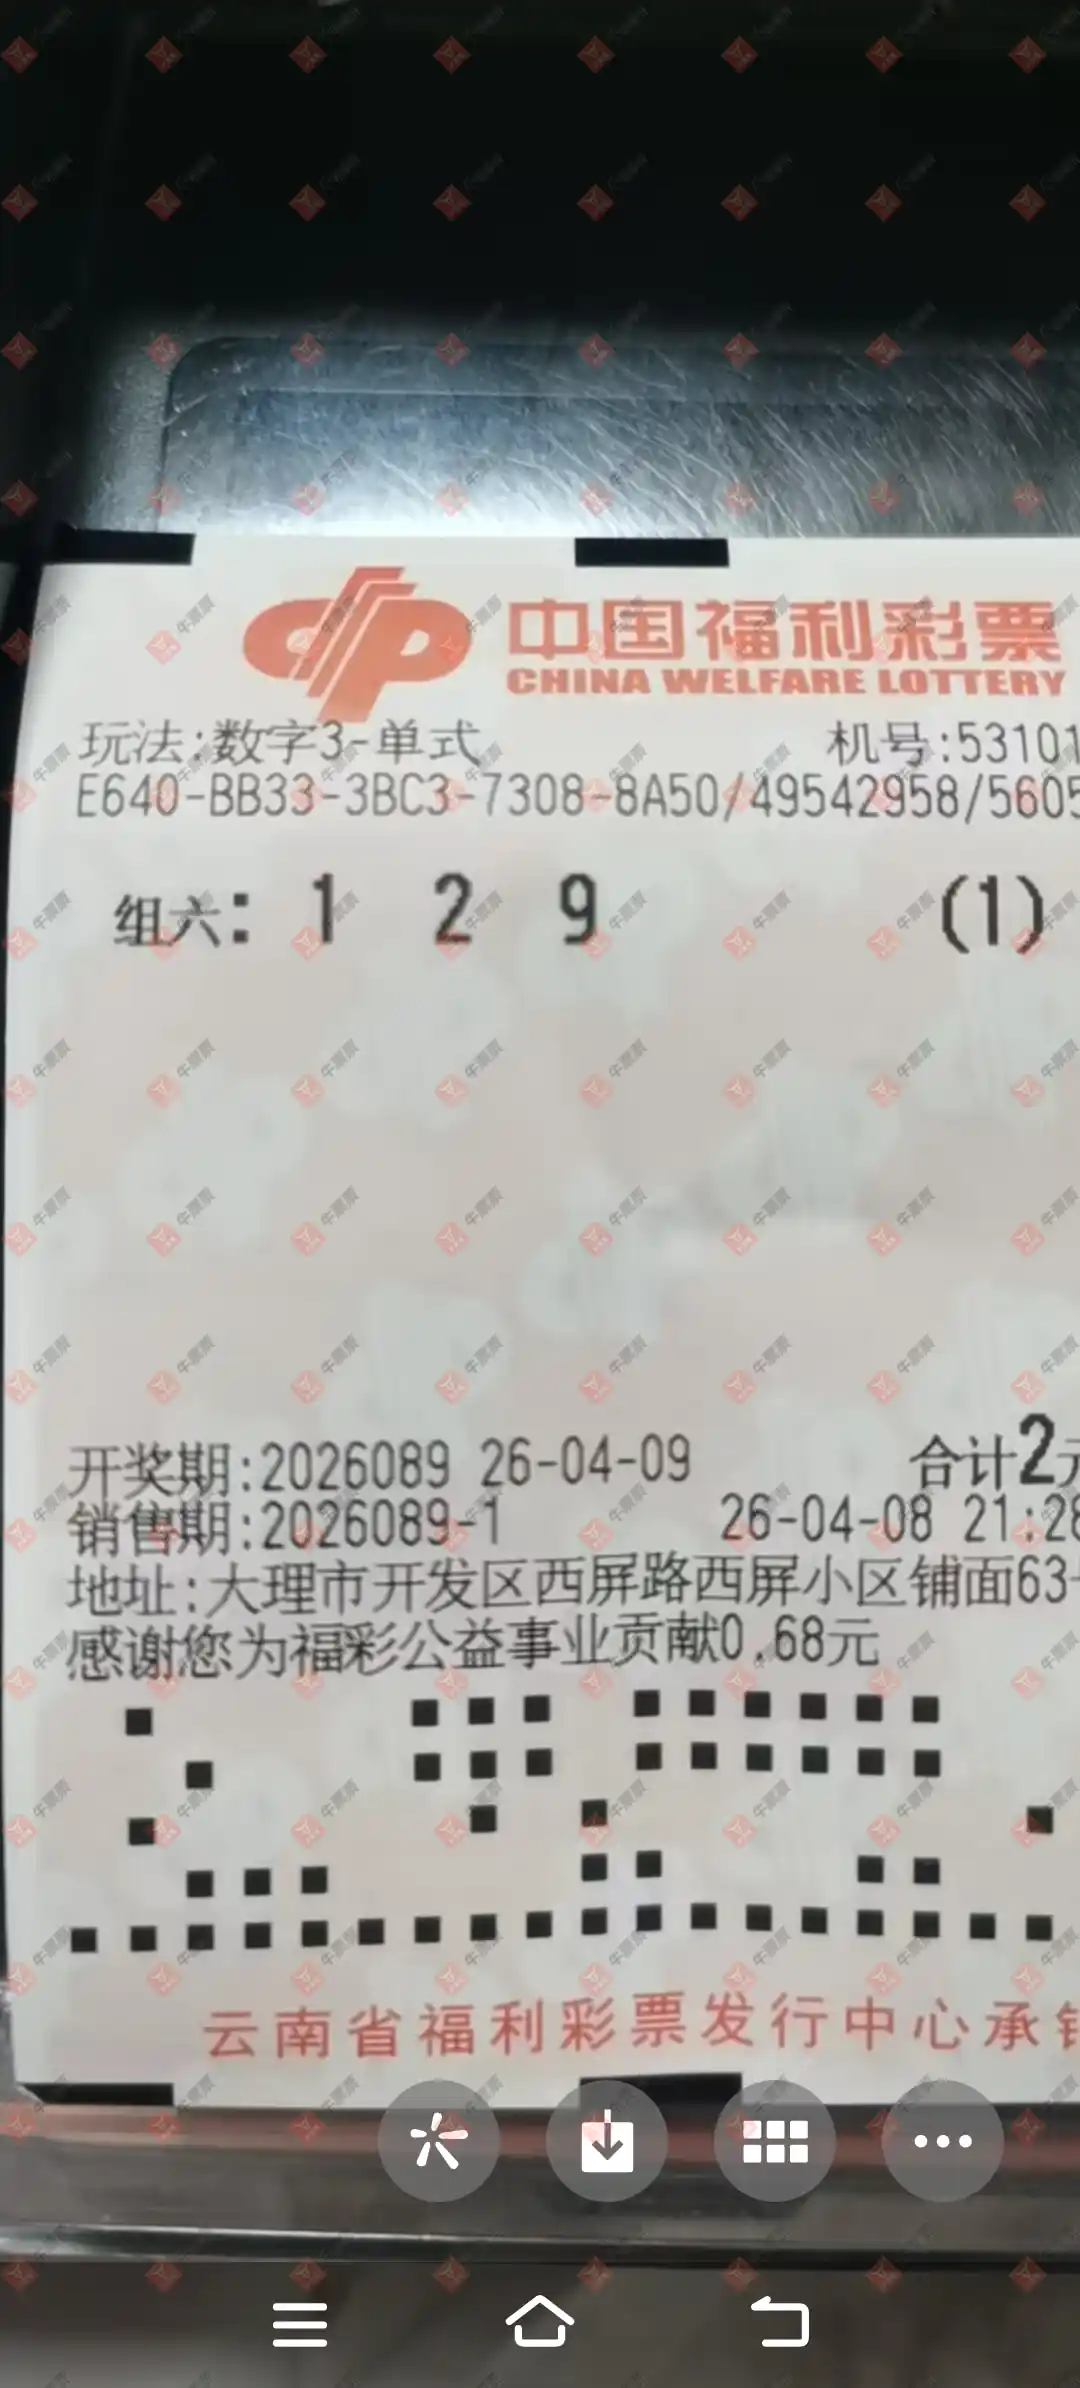 中国福利彩票
CHINA WELFARE LOTTERY
玩法:数字3-单式 机号:53101
E640-BB33-3BC3-7308-8A50/49542958/5605
组六: 1 2 9 (1)
开奖期:2026089 26-04-09 合计2元
销售期:2026089-1 26-04-08 21:28
地址:大理市开发区西屏路西屏小区铺面63-
感谢您为福彩公益事业贡献0.68元
云南省福利彩票发行中心承销
牛票票